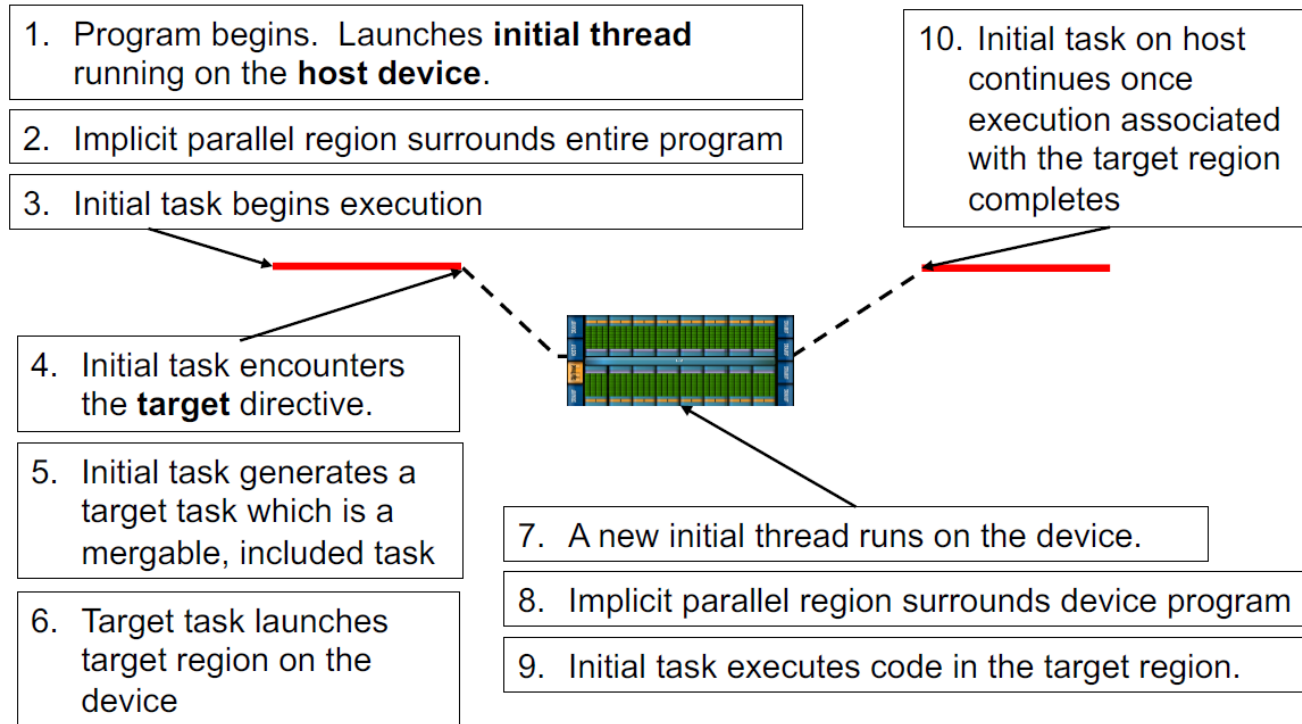 1. Program begins. Launches initial thread
running on the host device.
2. Implicit parallel region surrounds entire program
3. Initial task begins execution
10. Initial task on host
continues once
execution associated
with the target region
completes
4. Initial task encounters
the target directive.
5. Initial task generates a
target task which is a
mergable, included task
6. Target task launches
target region on the
device
7. A new initial thread runs on the device.
8. Implicit parallel region surrounds device program
9. Initial task executes code in the target region.